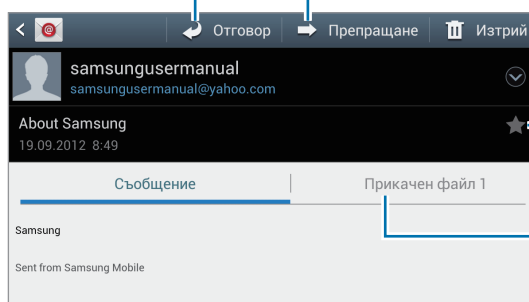 Отговор Препращане Изтрий
samsungusermanual
samsungusermanual@yahoo.com
About Samsung
19.09.2012 8:49
Съобщение Прикачен файл 1
Samsung
Sent from Samsung Mobile